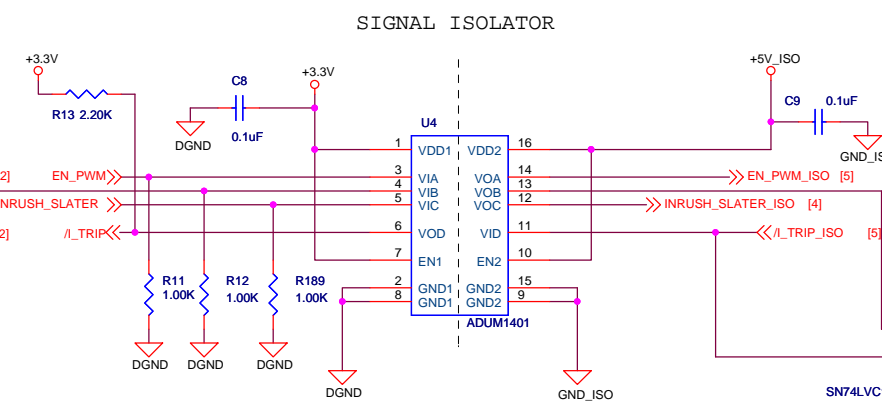 SIGNAL ISOLATOR
+3.3V
+3.3V
+5V_ISO
C8
C9
0.1uF
R13 2.20K
0.1uF
U4
DGND
GND_IS
1
VDD1
VDD2
16
2]
EN_PWM
3
VIA
VOA
14
EN_PWM_ISO
[5]
4
VIB
VOB
13
NRUSH_SLATER
5
VIC
VOC
12
INRUSH_SLATER_ISO
[4]
2]
/I_TRIP
6
VOD
VID
11
/I_TRIP_ISO
[5]
7
EN1
EN2
10
R11
1.00K
R12
1.00K
R189
1.00K
2
GND1
GND2
15
8
GND1
GND2
9
ADUM1401
DGND
DGND
DGND
DGND
GND_ISO
SN74LVC